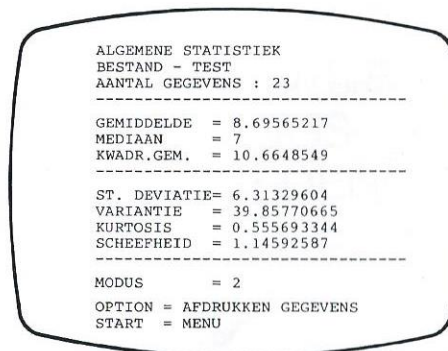 ALGEMENE STATISTIEK
BESTAND - TEST
AANTAL GEGEVENS : 23
--------------------------------
GEMIDDELDE = 8.69565217
MEDIAAN = 7
KWADR.GEM. = 10.6648549
--------------------------------
ST. DEVIATIE= 6.31329604
VARIANTIE = 39.85770665
KURTOSIS = 0.555693344
SCHEEFHEID = 1.14592587
--------------------------------
MODUS = 2
OPTION = AFDRUKKEN GEGEVENS
START = MENU